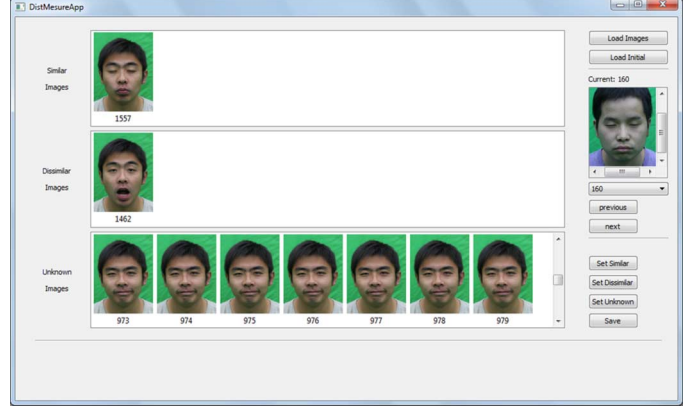 DistMesureApp
Load Images
Load Initial
Similar
Images
1557
Current: 160
Dissimilar
Images
1462
160
previous
next
Unknown
Images
973 974 975 976 977 978 979
Set Similar
Set Dissimilar
Set Unknown
Save